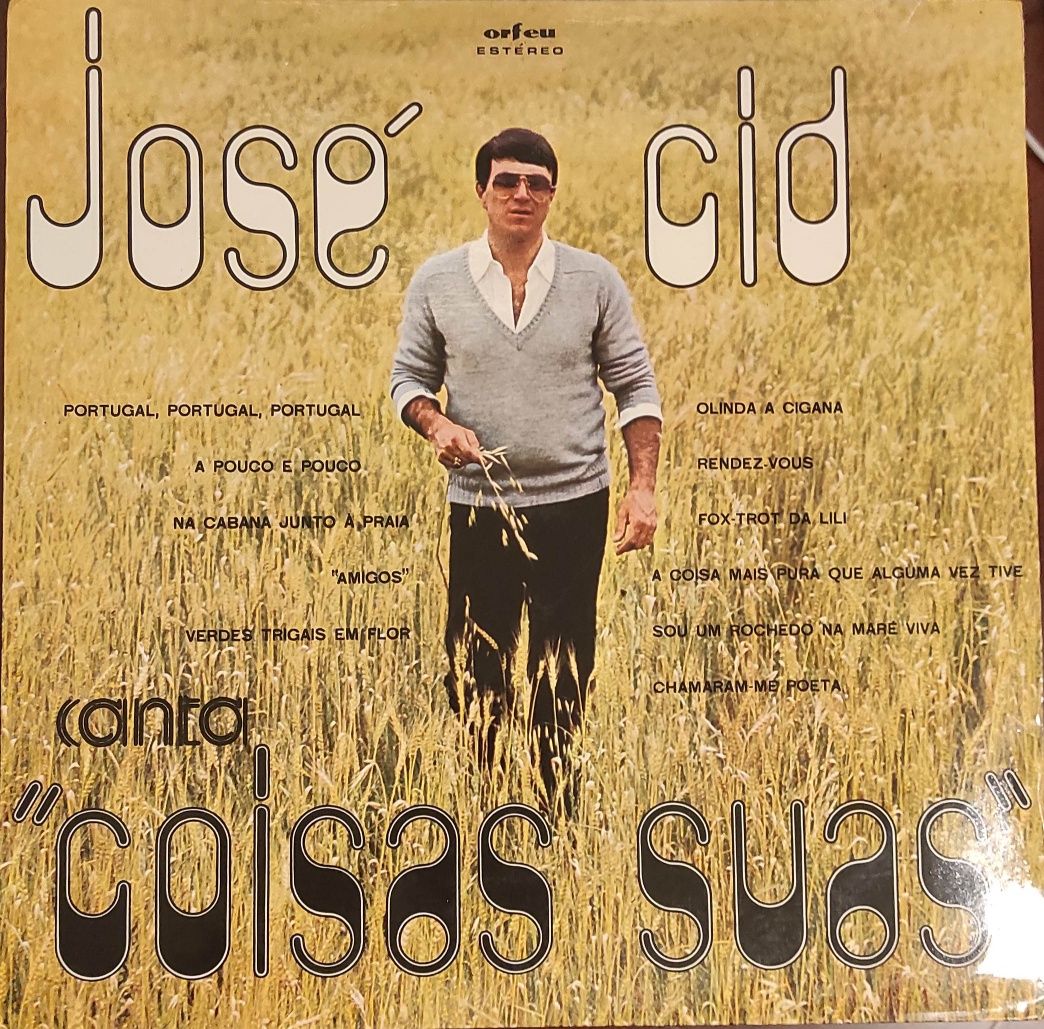 orfeu
ESTÉREO
José cid
PORTUGAL, PORTUGAL, PORTUGAL
A POUCO E POUCO
NA CABANA JUNTO À PRAIA
"AMIGOS"
VERDES TRIGAIS EM FLOR
OLINDA A CIGANA
RENDEZ-VOUS
FOX-TROT DA LILI
A COISA MAIS PURA QUE ALGUMA VEZ TIVE
SOU UM ROCHEDO NA MARÉ VIVA
CHAMARAM-ME POETA
canta
"coisas suas"